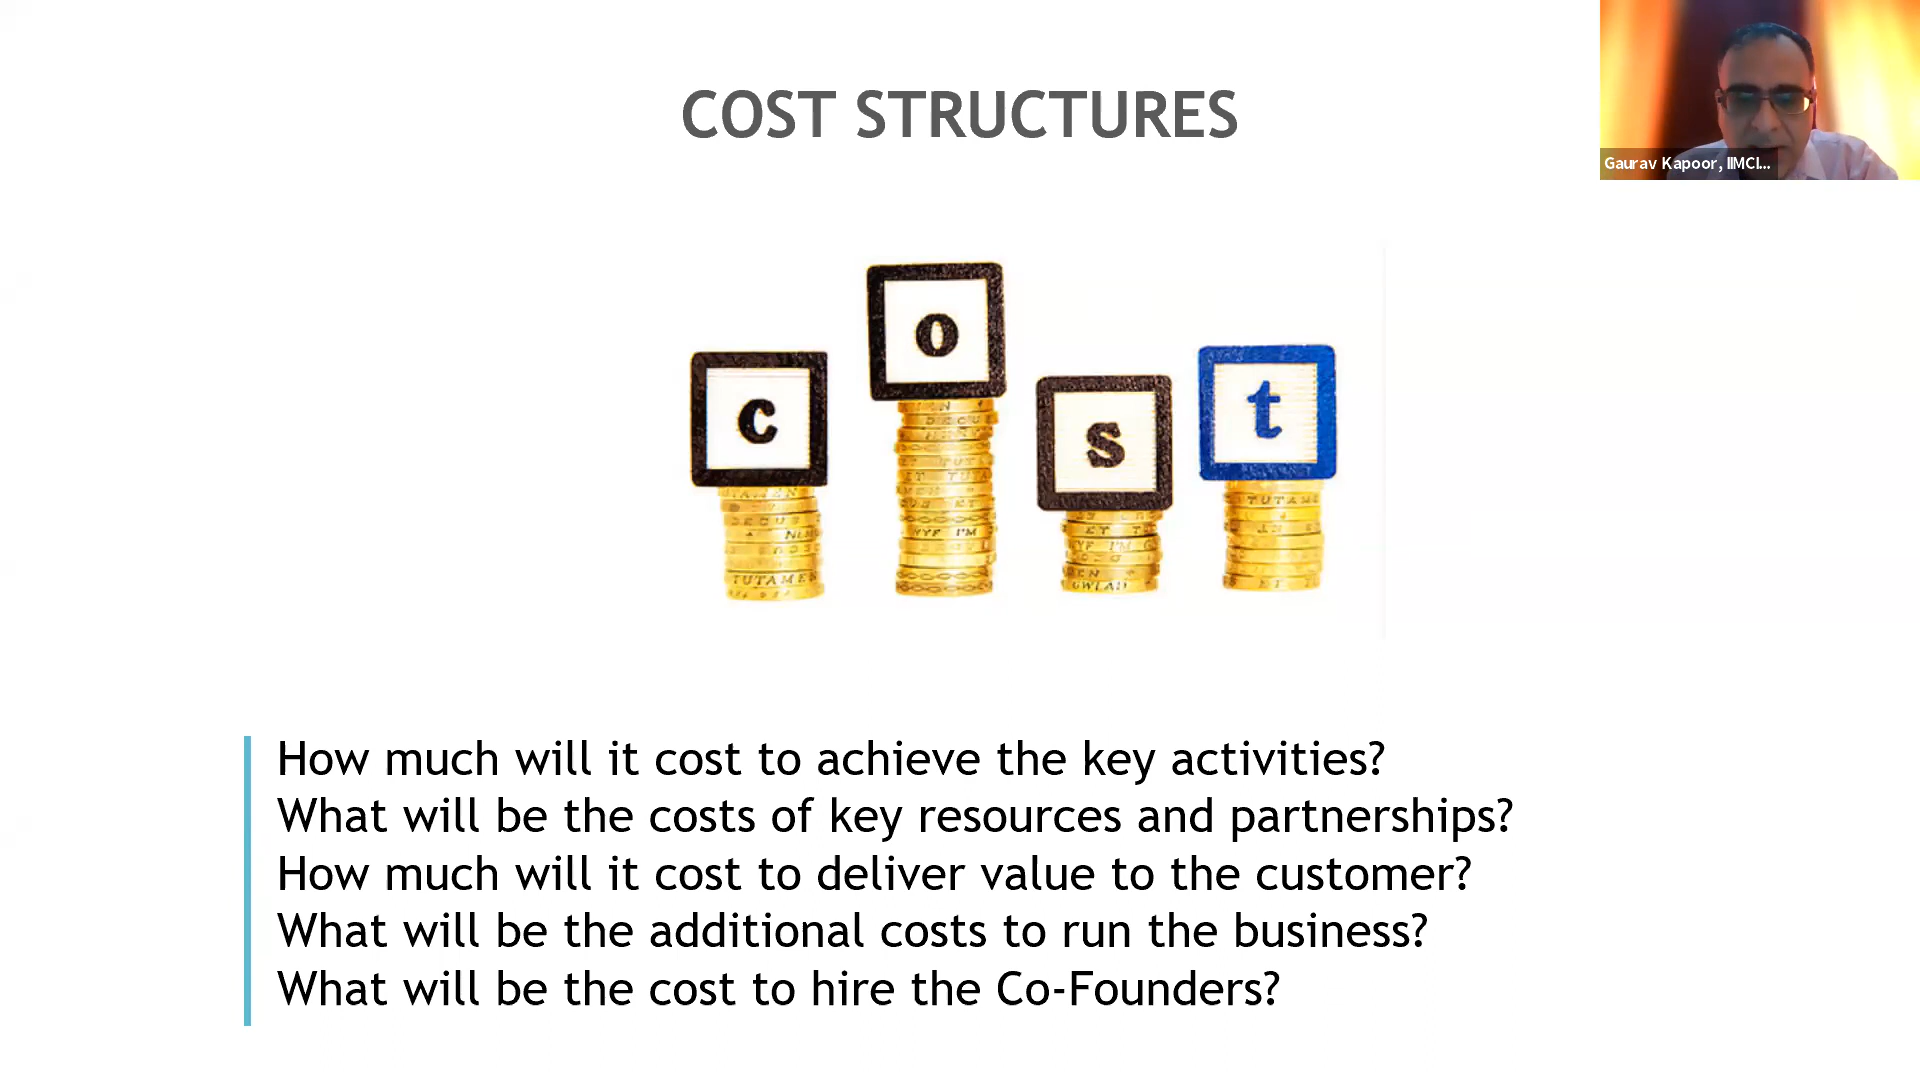 COST STRUCTURES
Gaurav Kapoor, IIMCI...
c o s t
How much will it cost to achieve the key activities?
What will be the costs of key resources and partnerships?
How much will it cost to deliver value to the customer?
What will be the additional costs to run the business?
What will be the cost to hire the Co-Founders?